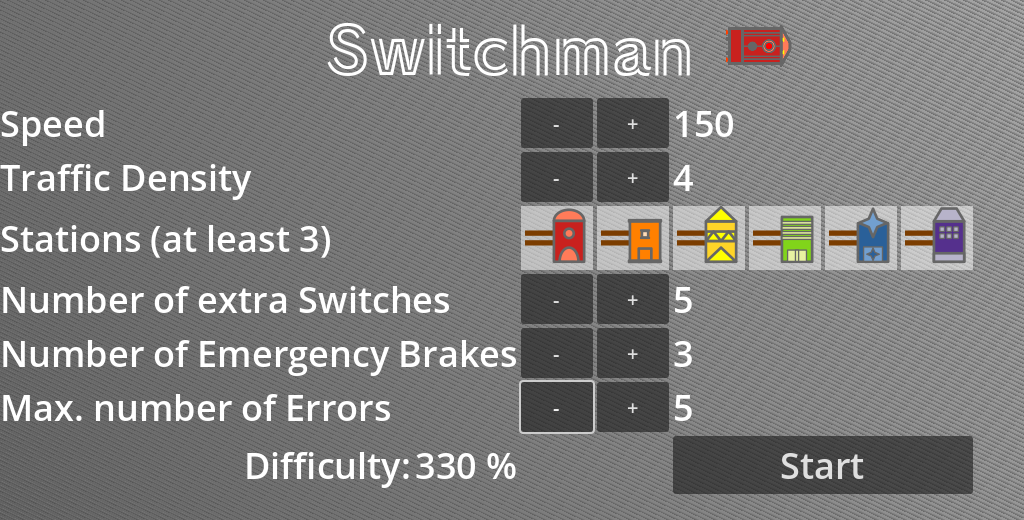 Switchman
Speed - + 150
Traffic Density - + 4
Stations (at least 3)
Number of extra Switches - + 5
Number of Emergency Brakes - + 3
Max. number of Errors - + 5
Difficulty: 330 % Start